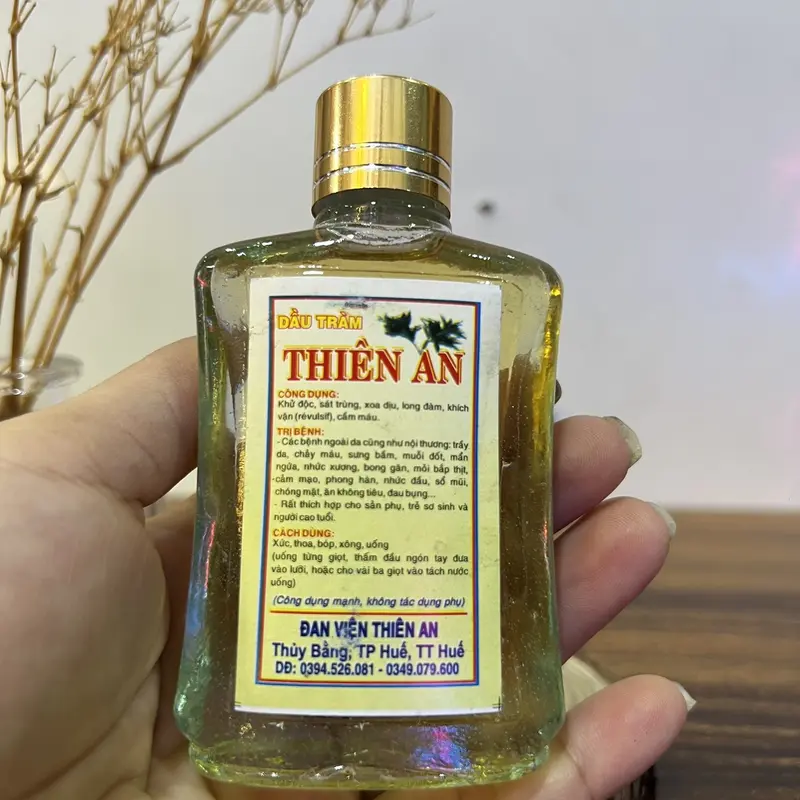 DẦU TRÀM
THIÊN AN
CÔNG DỤNG:
Khử độc, sát trùng, xoa dịu, long đàm, khích
vận (révulsif), cầm máu.
TRỊ BỆNH:
- Các bệnh ngoài da cũng như nội thương: trầy
da, chảy máu, sưng bầm, muỗi đốt, mẩn
ngứa, nhức xương, bong gân, mỏi bắp thịt,
-cảm mạo, phong hàn, nhức đầu, sổ mũi,
chóng mặt, ăn không tiêu, đau bụng...
- Rất thích hợp cho sản phụ, trẻ sơ sinh và
người cao tuổi.
CÁCH DÙNG:
Xức, thoa, bóp, xông, uống
(uống từng giọt, thấm đầu ngón tay đưa
vào lưỡi, hoặc cho vài ba giọt vào tách nước
uống)
(Công dụng mạnh, không tác dụng phụ)
ĐAN VIỆN THIÊN AN
Thủy Bằng, TP Huế, TT Huế
DĐ: 0394.526.081 - 0349.079.600